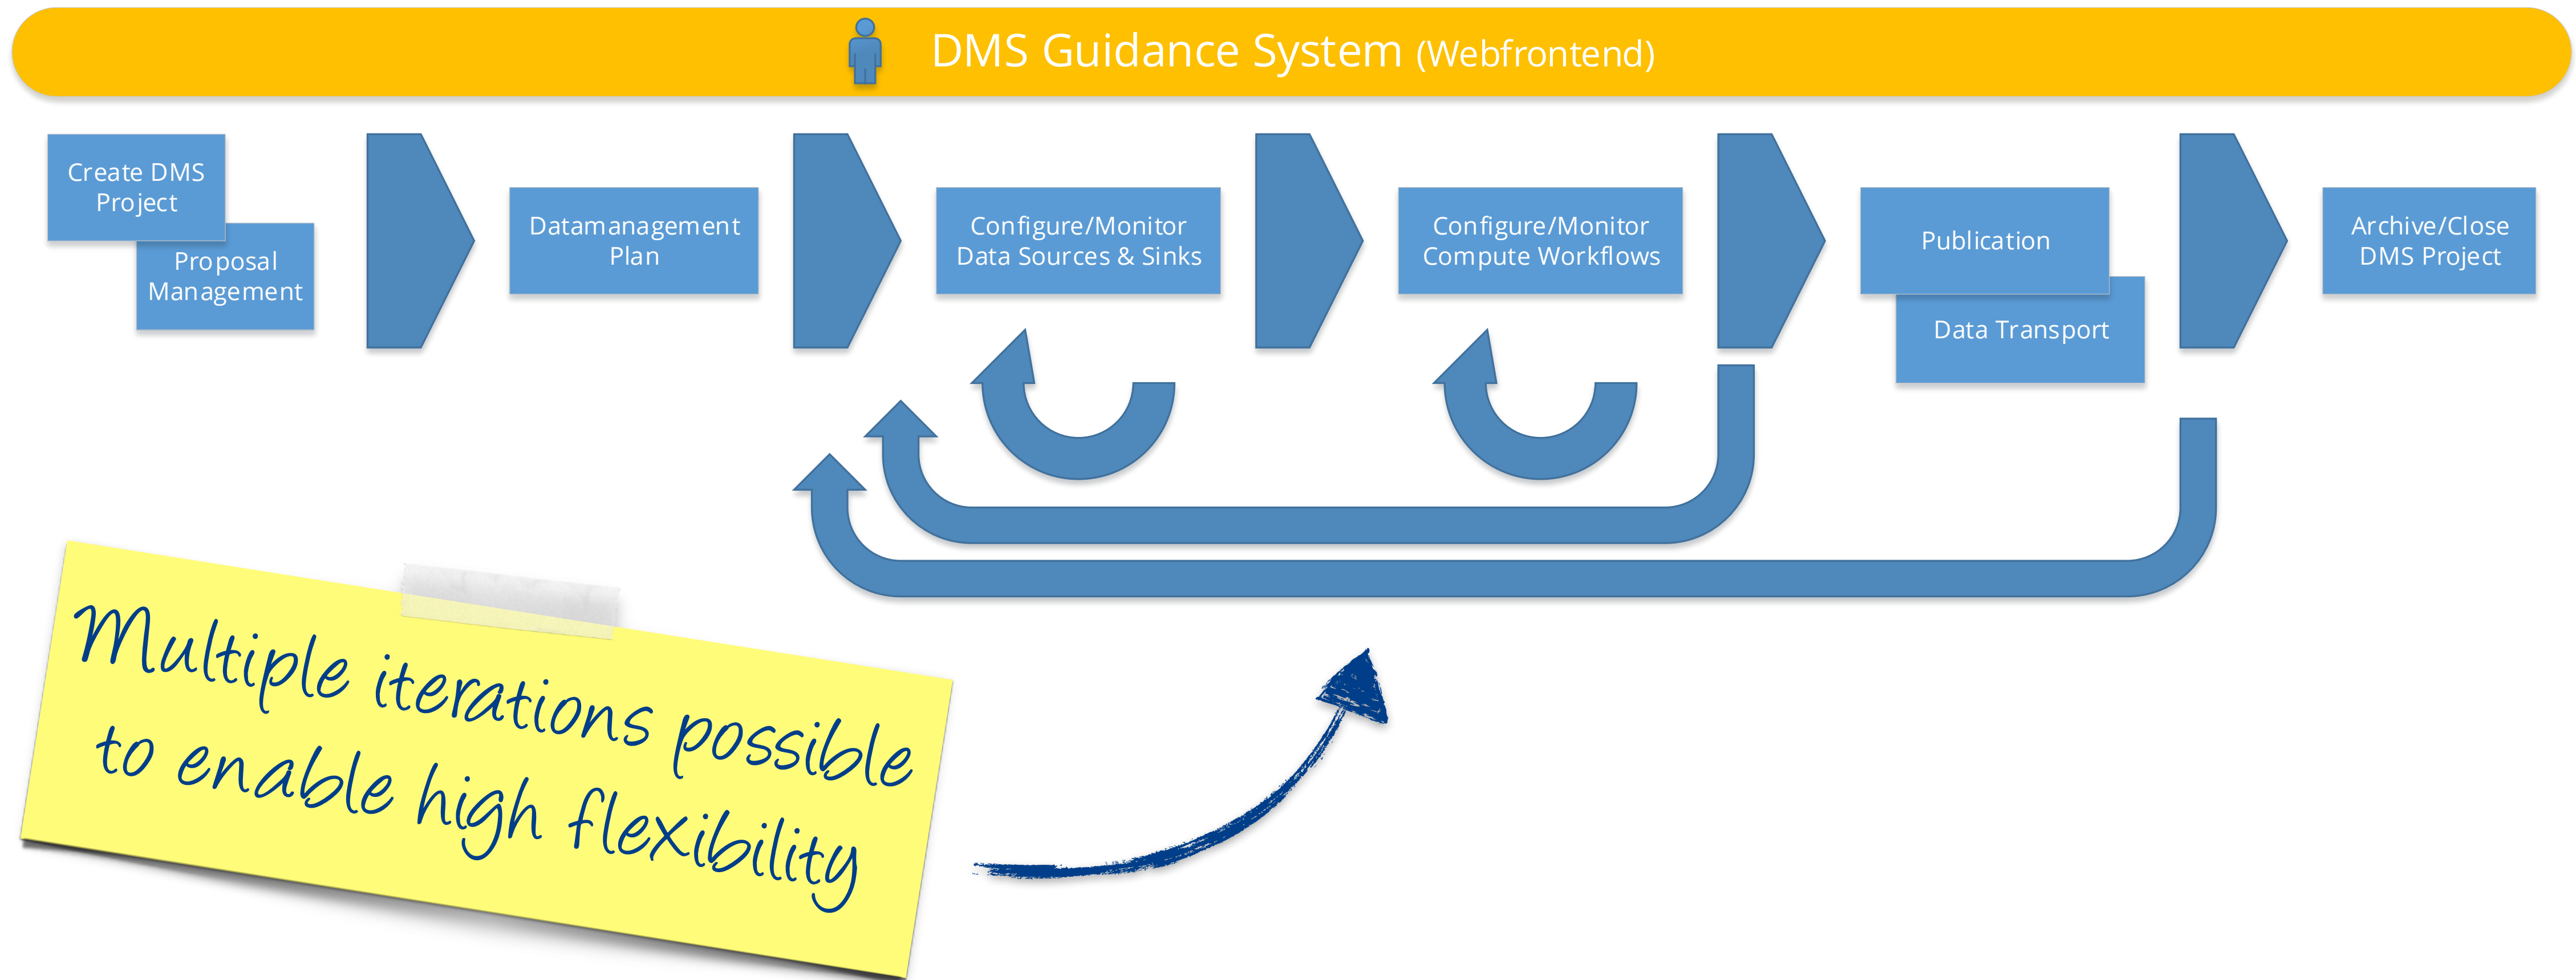 DMS Guidance System (Webfrontend)
Create DMS
Project
Proposal
Management
Datamanagement
Plan
Configure/Monitor
Data Sources & Sinks
Configure/Monitor
Compute Workflows
Publication
Data Transport
Archive/Close
DMS Project
Multiple iterations possible
to enable high flexibility